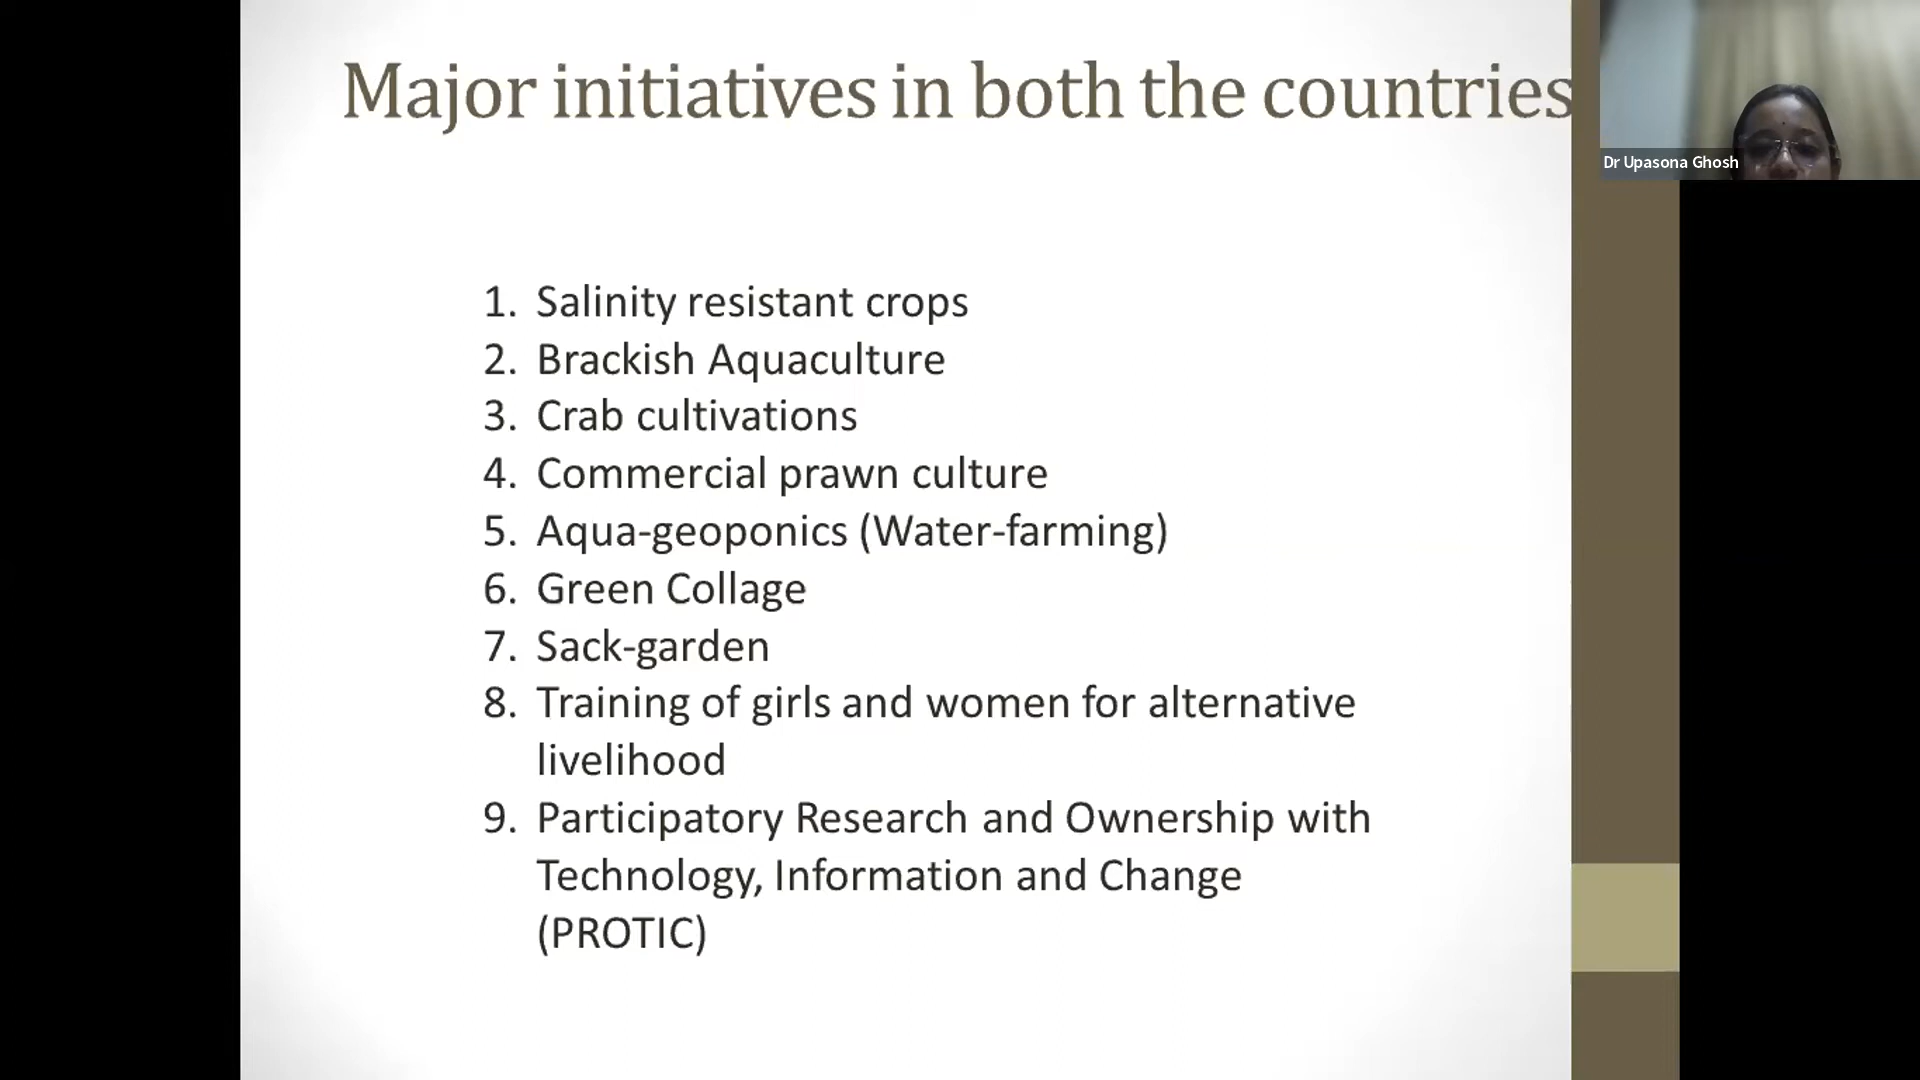 Major initiatives in both the countries
Dr Upasona Ghosh
1. Salinity resistant crops
2. Brackish Aquaculture
3. Crab cultivations
4. Commercial prawn culture
5. Aqua-geoponics (Water-farming)
6. Green Collage
7. Sack-garden
8. Training of girls and women for alternative
livelihood
9. Participatory Research and Ownership with
Technology, Information and Change
(PROTIC)